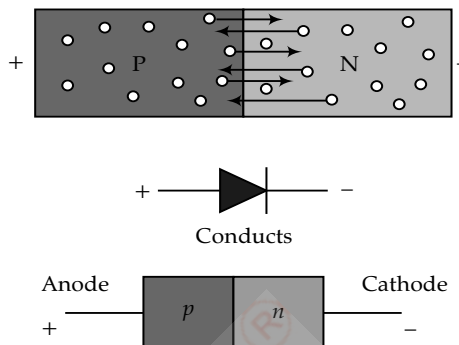 + P N
+ −
Conducts
Anode Cathode
p n
+ −
®